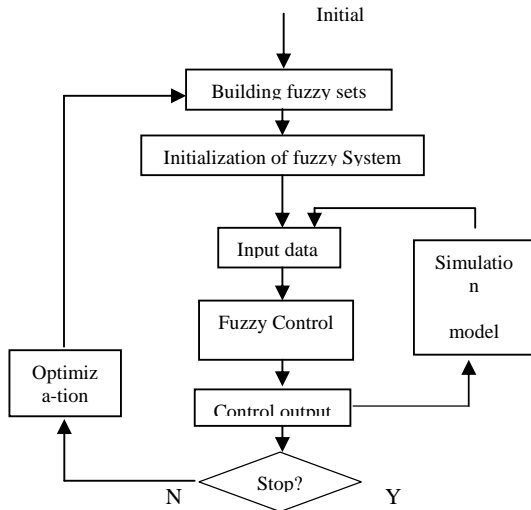 Initial
Building fuzzy sets
Initialization of fuzzy System
Input data
Simulatio
n
model
Fuzzy Control
Optimiz
a-tion
Control output
Stop?
N
Y